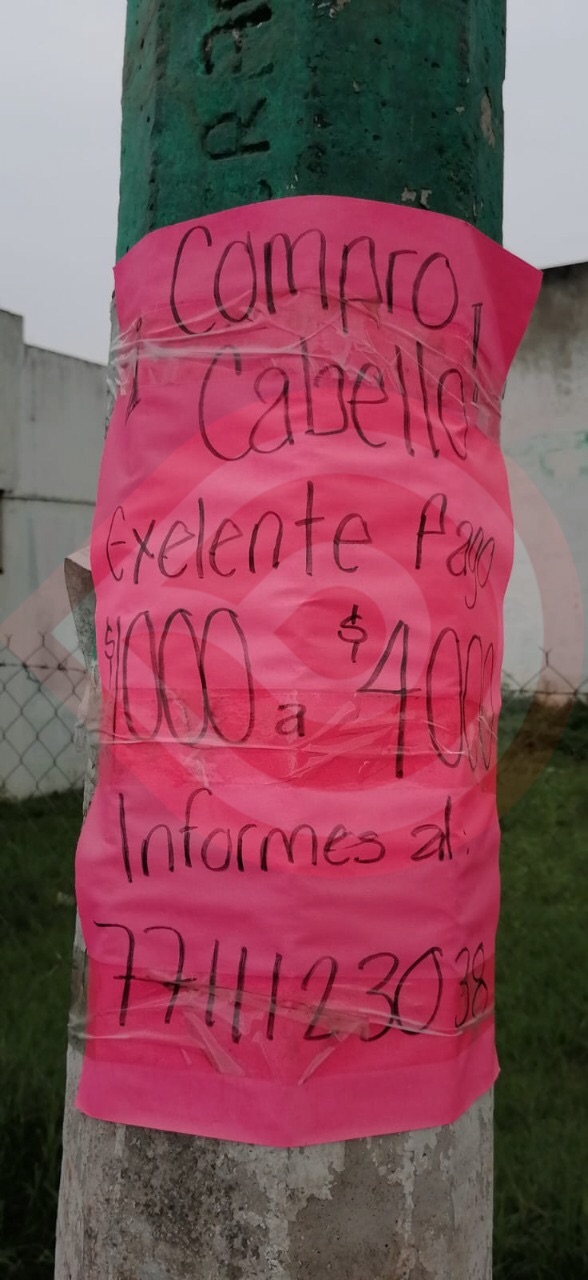 ¡Compro
Cabello!
Exelente Pago
$1000 a $4000
Informes al:
7711123038